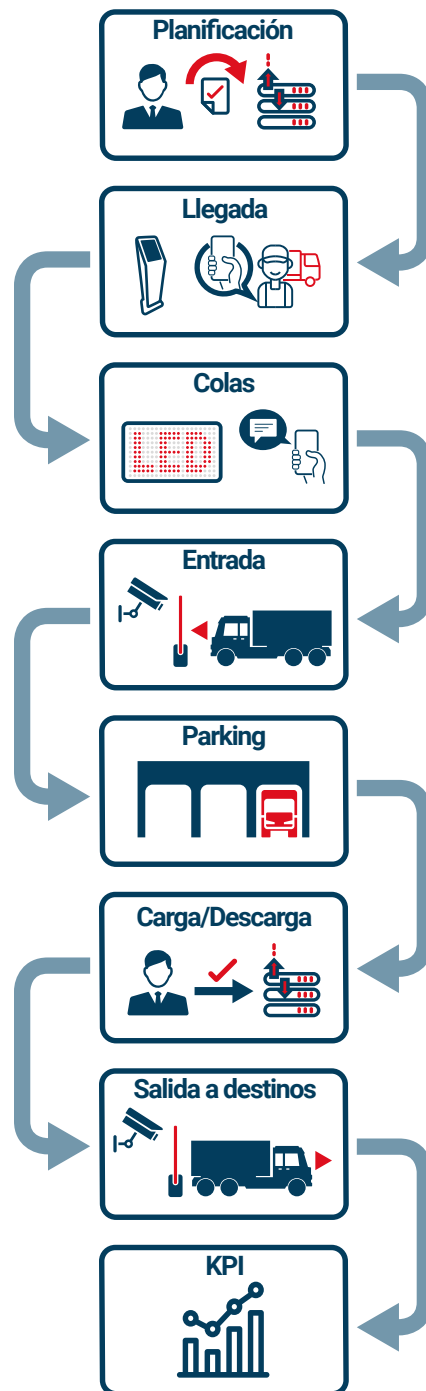 Planificación
Llegada
Colas
LED
Entrada
Parking
Carga/Descarga
Salida a destinos
KPI